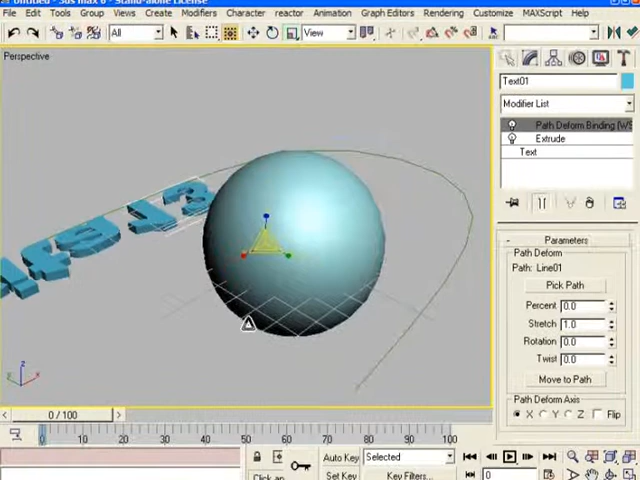 Untitled - 3ds max 6 - Stand-alone License
File Edit Tools Group Views Create Modifiers Character reactor Animation Graph Editors Rendering Customize MAXScript Help
All View
Perspective
Text01
Modifier List
Path Deform Binding [WS
Extrude
Text
- Parameters
Path Deform
Path: Line01
Pick Path
Percent 0.0
Stretch 1.0
Rotation 0.0
Twist 0.0
Move to Path
Path Deform Axis
X Y Z Flip
z
x
< 0 / 100 >
0 10 20 30 40 50 60 70 80 90 100
Auto Key Selected
Click an Set Key Key Filters... 0